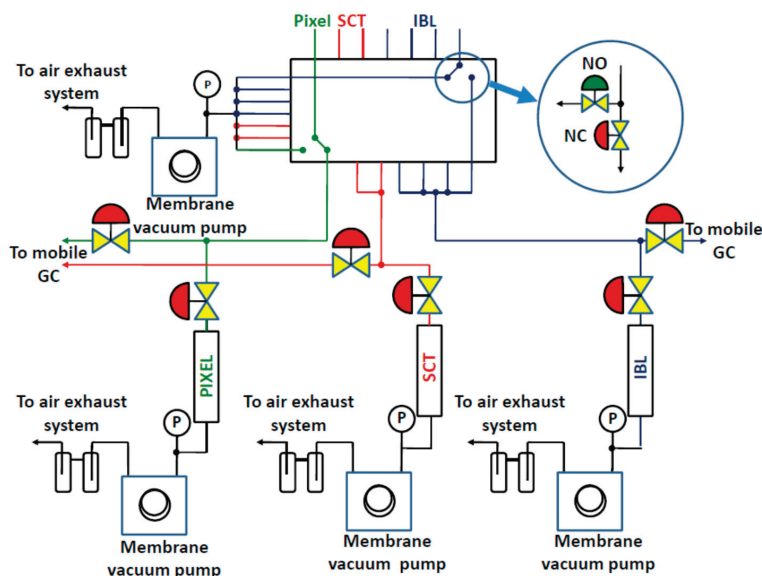 Pixel SCT IBL
To air exhaust
system
P
NO
NC
Membrane
vacuum pump
To mobile
GC
To mobile
GC
PIXEL
SCT
IBL
To air exhaust
system
P
To air exhaust
system
P
To air exhaust
system
P
Membrane
vacuum pump
Membrane
vacuum pump
Membrane
vacuum pump